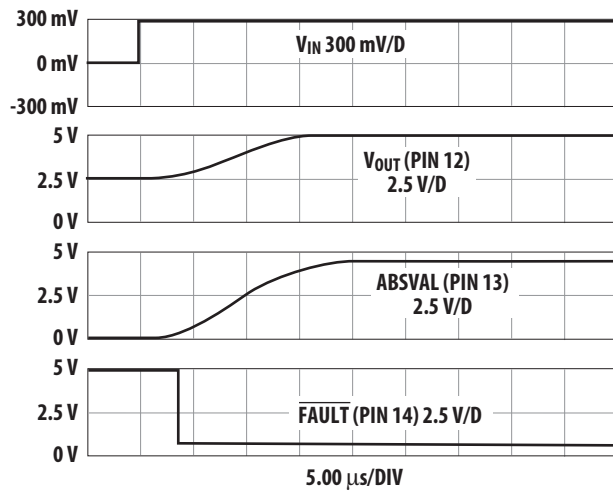 300 mV
0 mV
-300 mV
VIN 300 mV/D
5 V
2.5 V
0 V
VOUT (PIN 12)
2.5 V/D
5 V
2.5 V
0 V
ABSVAL (PIN 13)
2.5 V/D
5 V
2.5 V
0 V
FAULT (PIN 14) 2.5 V/D
5.00 µs/DIV